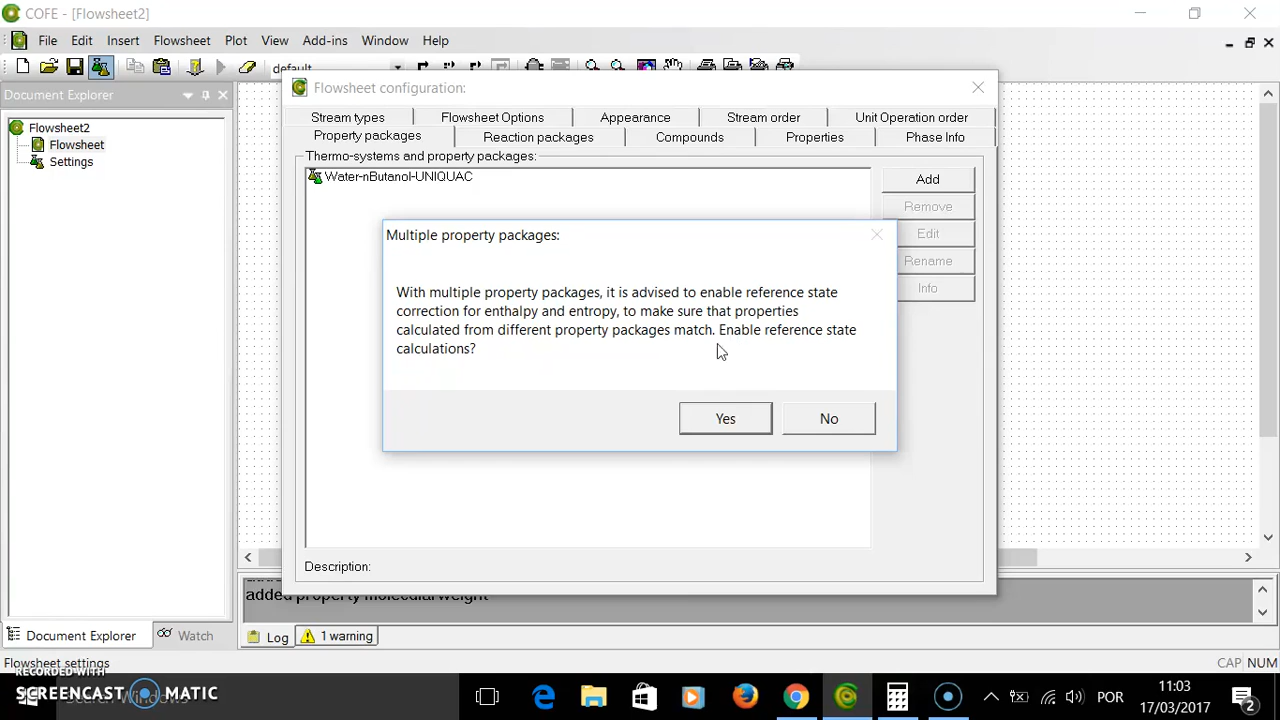 COFE - [Flowsheet2]
File Edit Insert Flowsheet Plot View Add-ins Window Help
default
Document Explorer
Flowsheet2
Flowsheet
Settings
Flowsheet configuration:
Stream types Flowsheet Options Appearance Stream order Unit Operation order
Property packages Reaction packages Compounds Properties Phase Info
Thermo-systems and property packages:
Water-nButanol-UNIQUAC
Add
Remove
Edit
Rename
Info
Multiple property packages:
With multiple property packages, it is advised to enable reference state
correction for enthalpy and entropy, to make sure that properties
calculated from different property packages match. Enable reference state
calculations?
Yes No
Description:
added property molecular weight
Document Explorer Watch
Log 1 warning
Flowsheet settings
CAP NUM
RECORDED WITH
SCREENCAST MATIC
Search Windows
POR
11:03
17/03/2017
2